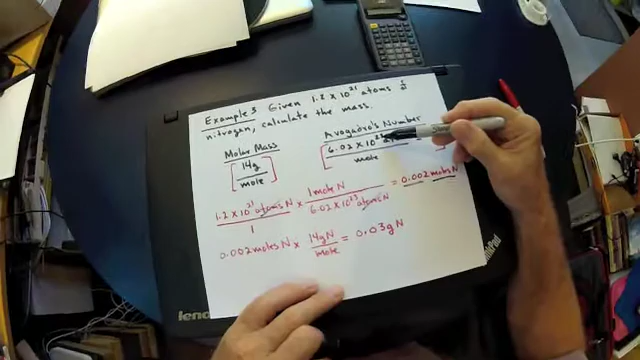 Example 3 Given 1.2 x 10²¹ atoms of
nitrogen, calculate the mass.
Molar Mass
14g
mole
Avogadro's Number
6.02 x 10²³
mole
1.2 x 10²¹ atoms N / 1 x 1 mole N / 6.02 x 10²³ atoms N = 0.002 moles N
0.002 moles N x 14g N / mole = 0.03g N
lenovo
ThinkPad